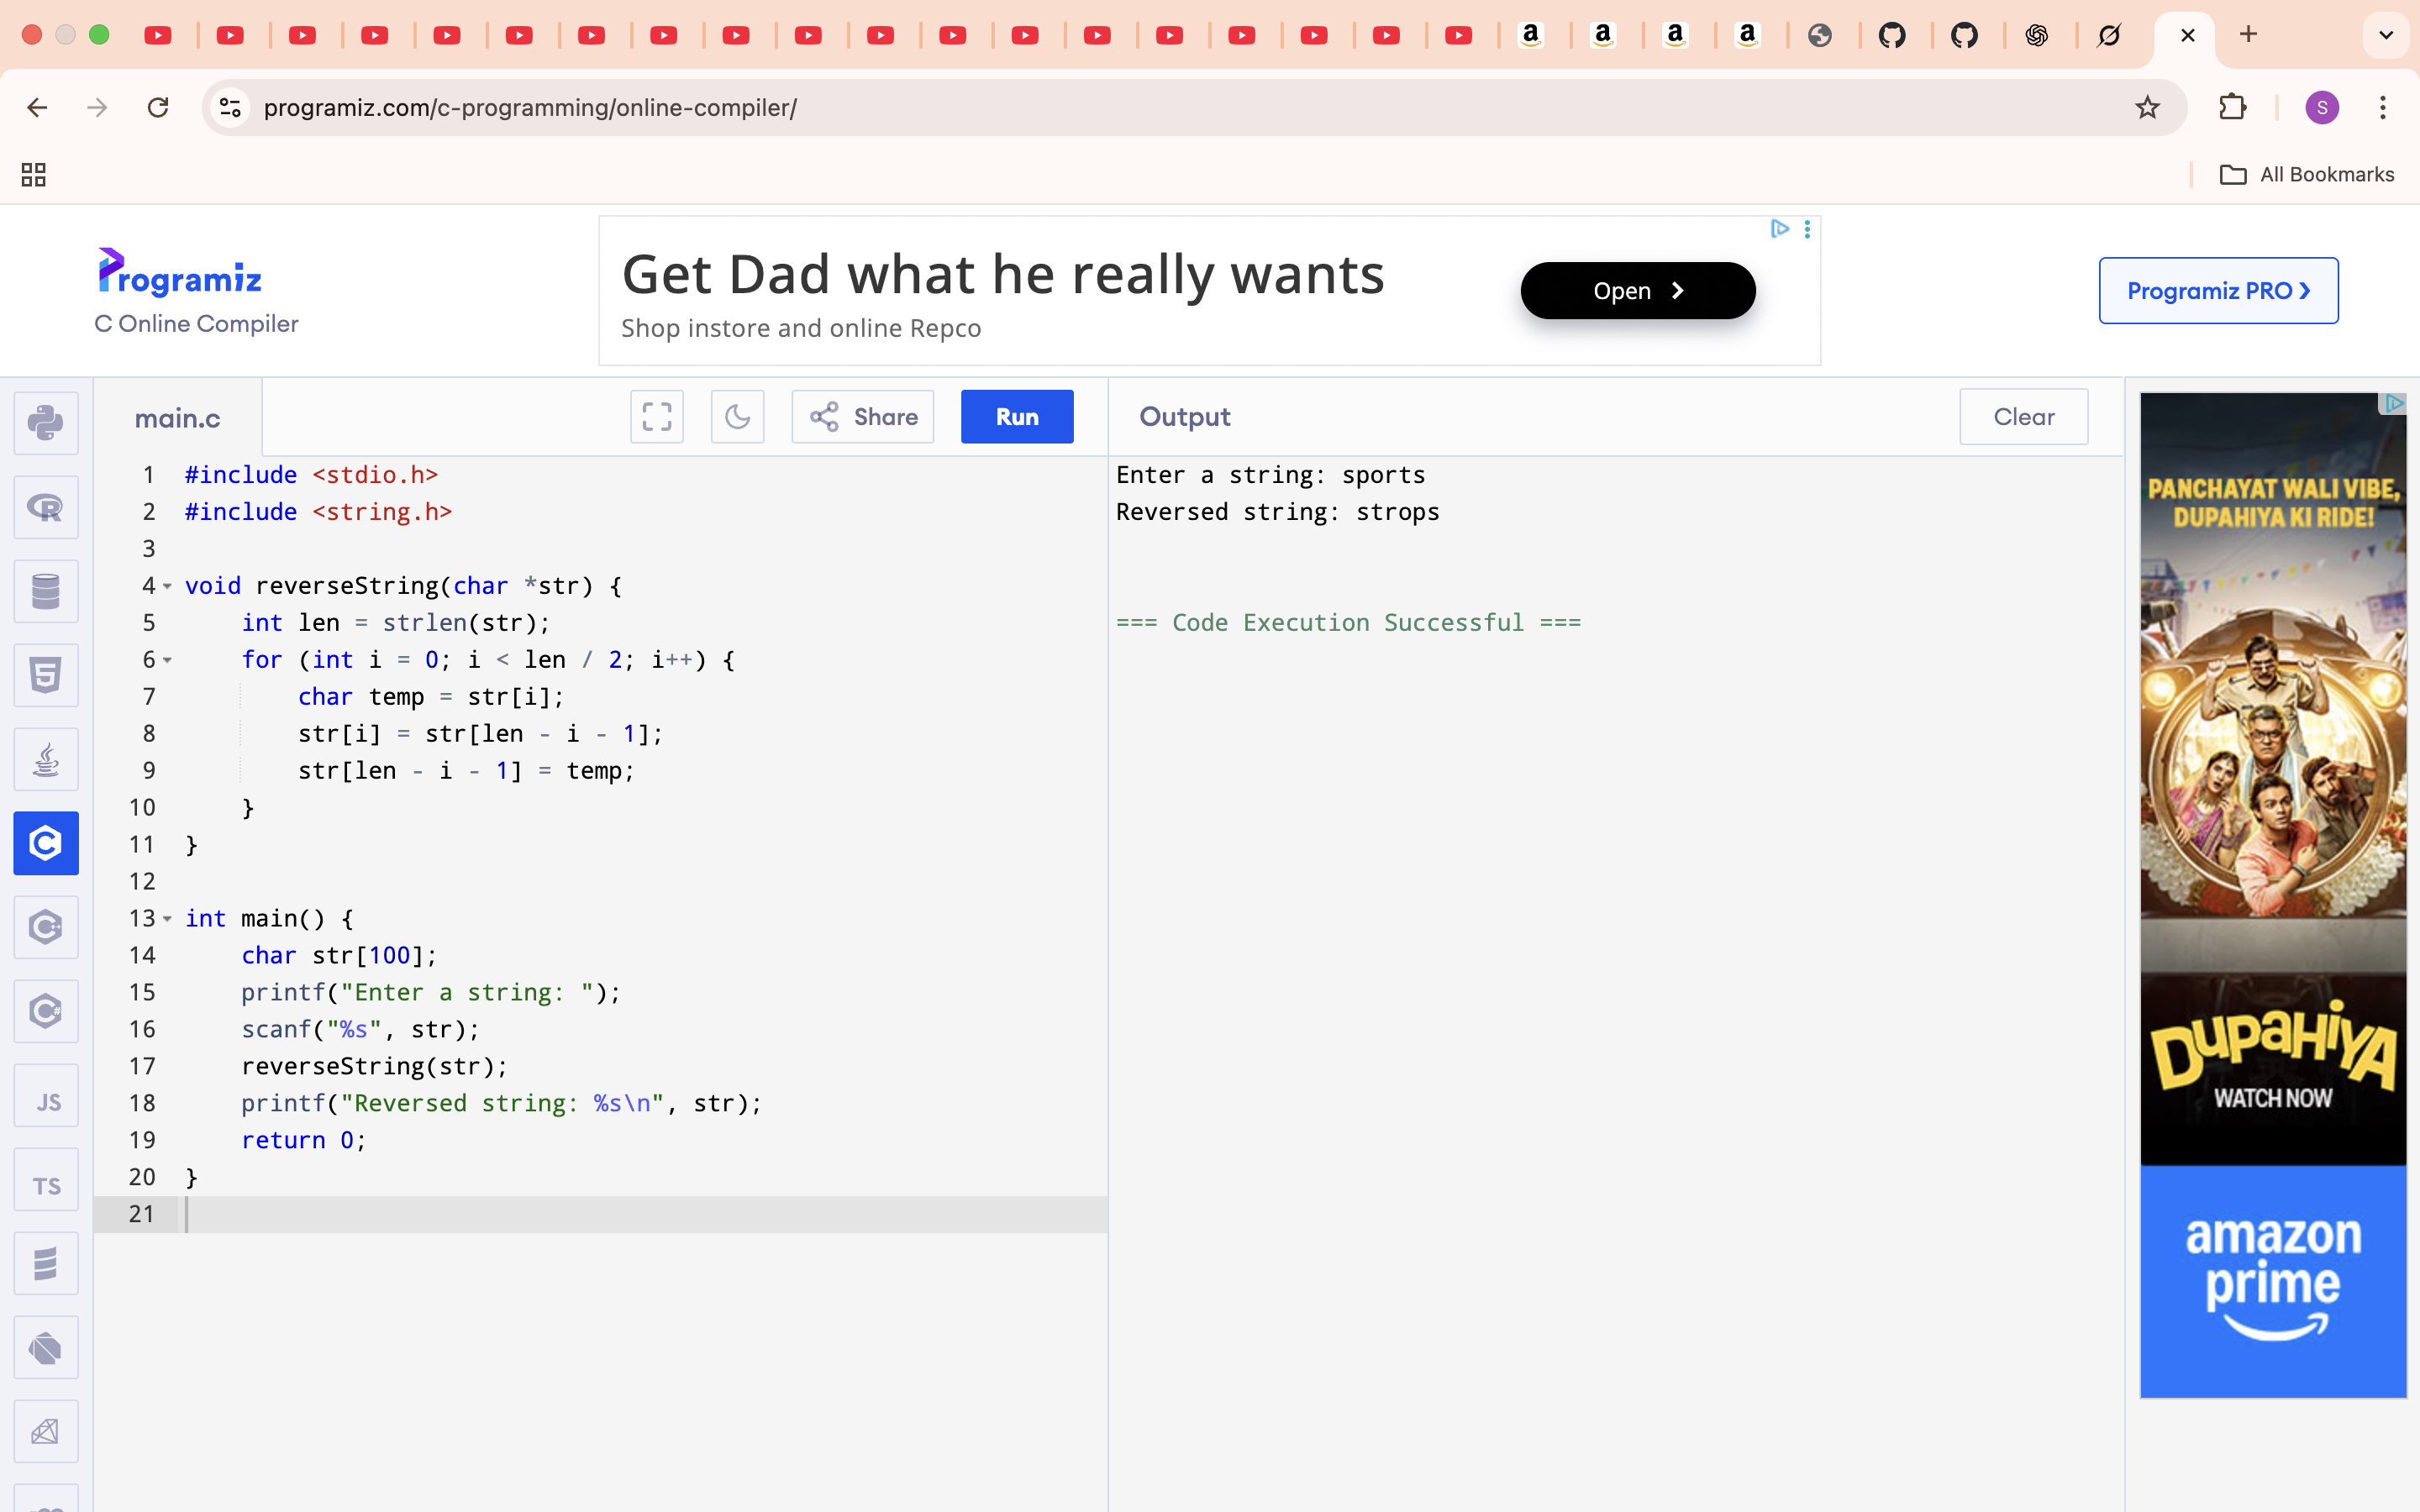 programiz.com/c-programming/online-compiler/
S
All Bookmarks
Programiz
C Online Compiler
Get Dad what he really wants
Shop instore and online Repco
Open
Programiz PRO
main.c
Share
Run
Output
Clear
1 #include <stdio.h>
2 #include <string.h>
3
4 void reverseString(char *str) {
5     int len = strlen(str);
6     for (int i = 0; i < len / 2; i++) {
7         char temp = str[i];
8         str[i] = str[len - i - 1];
9         str[len - i - 1] = temp;
10     }
11 }
12
13 int main() {
14     char str[100];
15     printf("Enter a string: ");
16     scanf("%s", str);
17     reverseString(str);
18     printf("Reversed string: %s\n", str);
19     return 0;
20 }
21
Enter a string: sports
Reversed string: strops
=== Code Execution Successful ===
JS
TS
PANCHAYAT WALI VIBE,
DUPAHIYA KI RIDE!
DUPAHIYA
WATCH NOW
amazon
prime